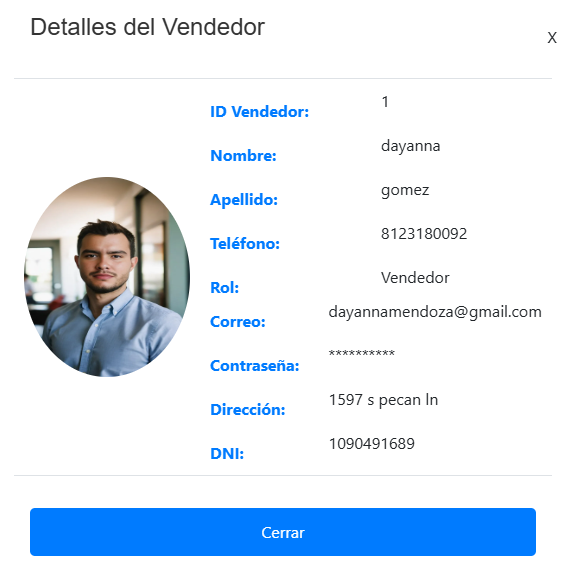 Detalles del Vendedor
X
ID Vendedor: 1
Nombre: dayanna
Apellido: gomez
Teléfono: 8123180092
Rol: Vendedor
Correo: dayannamendoza@gmail.com
Contraseña: **********
Dirección: 1597 s pecan ln
DNI: 1090491689
Cerrar